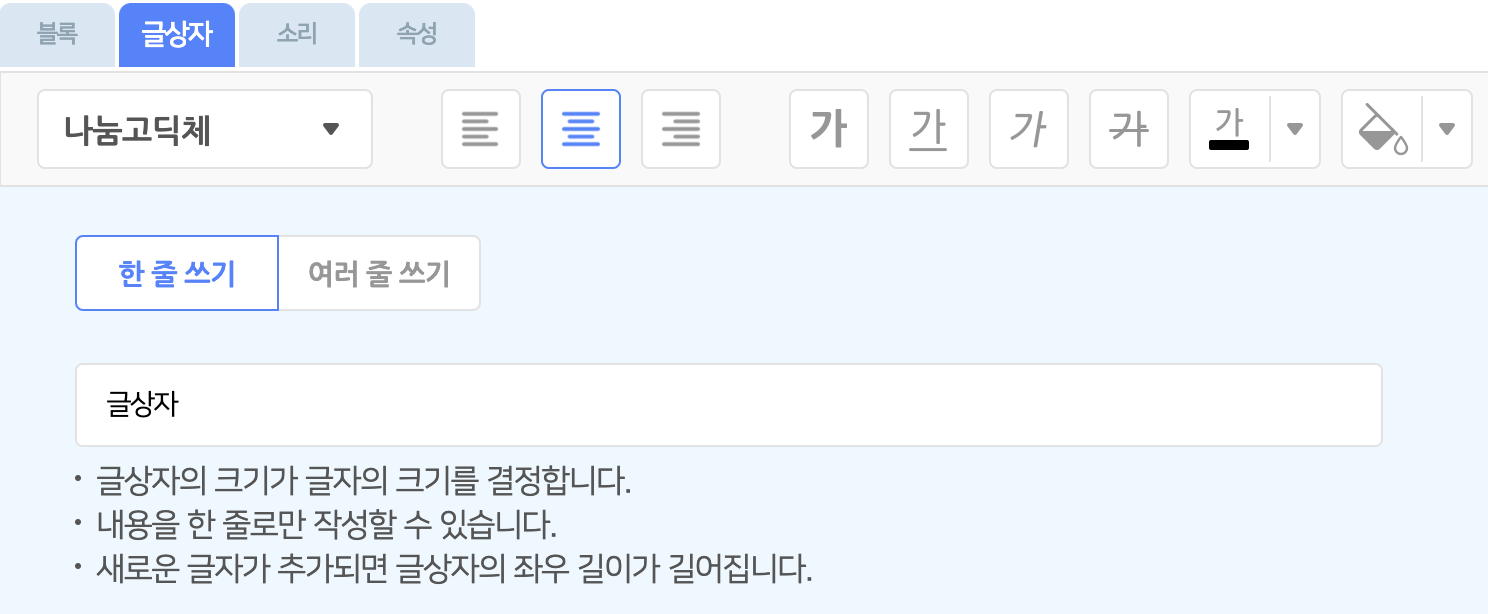 블록 글상자 소리 속성
나눔고딕체 가 가 가 가 가
한 줄 쓰기 여러 줄 쓰기
글상자
• 글상자의 크기가 글자의 크기를 결정합니다.
• 내용을 한 줄로만 작성할 수 있습니다.
• 새로운 글자가 추가되면 글상자의 좌우 길이가 길어집니다.